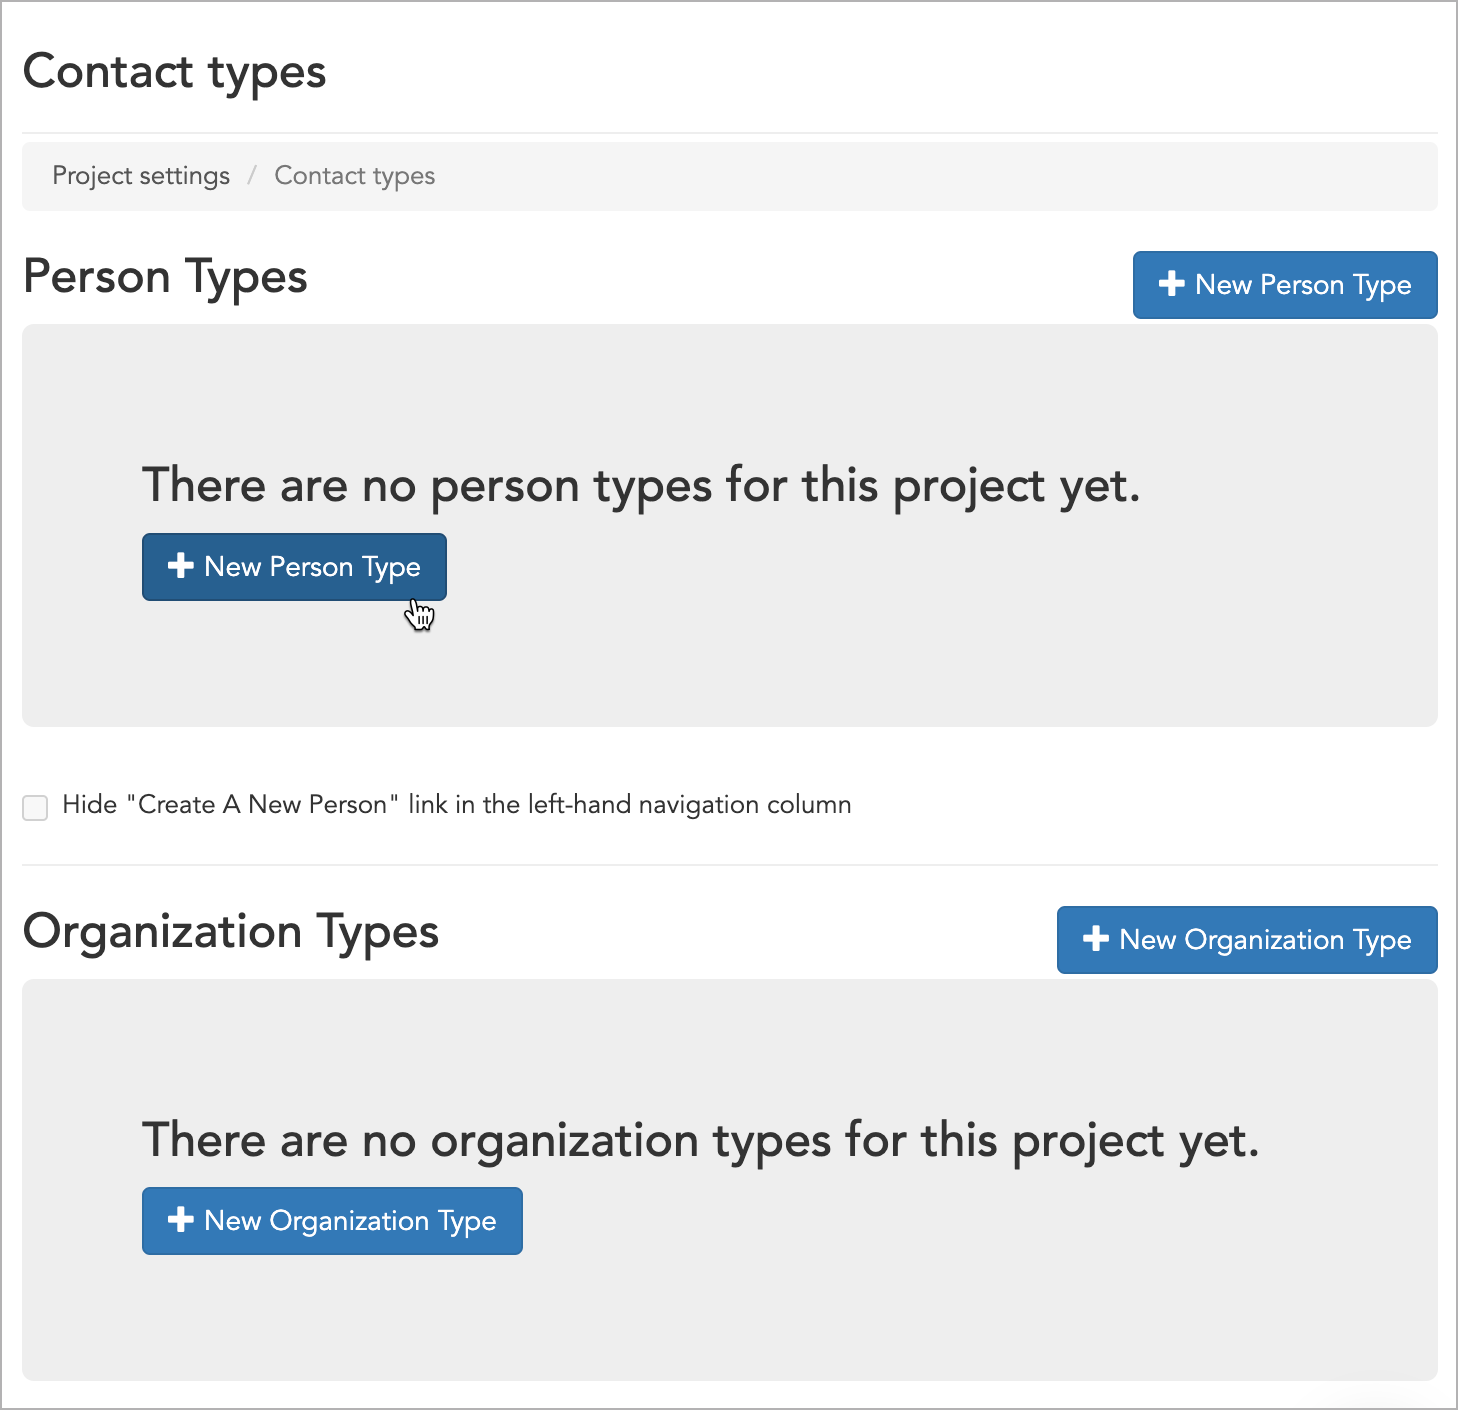 Contact types
Project settings / Contact types
Person Types
New Person Type
There are no person types for this project yet.
New Person Type
Hide "Create A New Person" link in the left-hand navigation column
Organization Types
New Organization Type
There are no organization types for this project yet.
New Organization Type